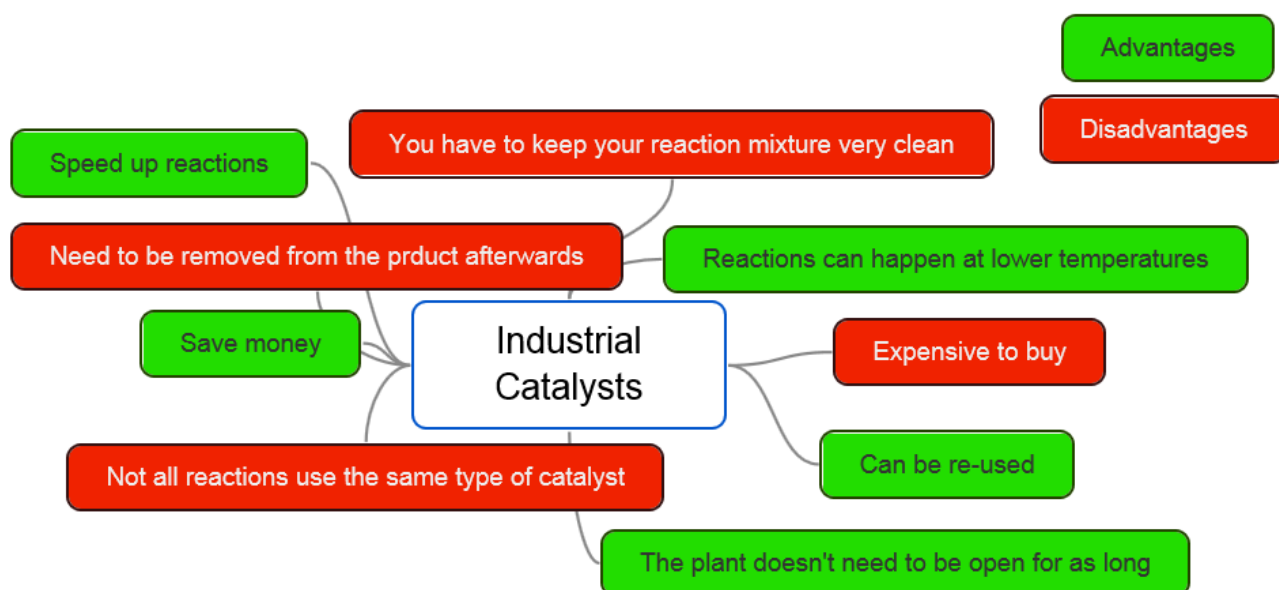 Advantages
Disadvantages
You have to keep your reaction mixture very clean
Speed up reactions
Need to be removed from the prduct afterwards
Reactions can happen at lower temperatures
Save money
Industrial
Catalysts
Expensive to buy
Not all reactions use the same type of catalyst
Can be re-used
The plant doesn't need to be open for as long